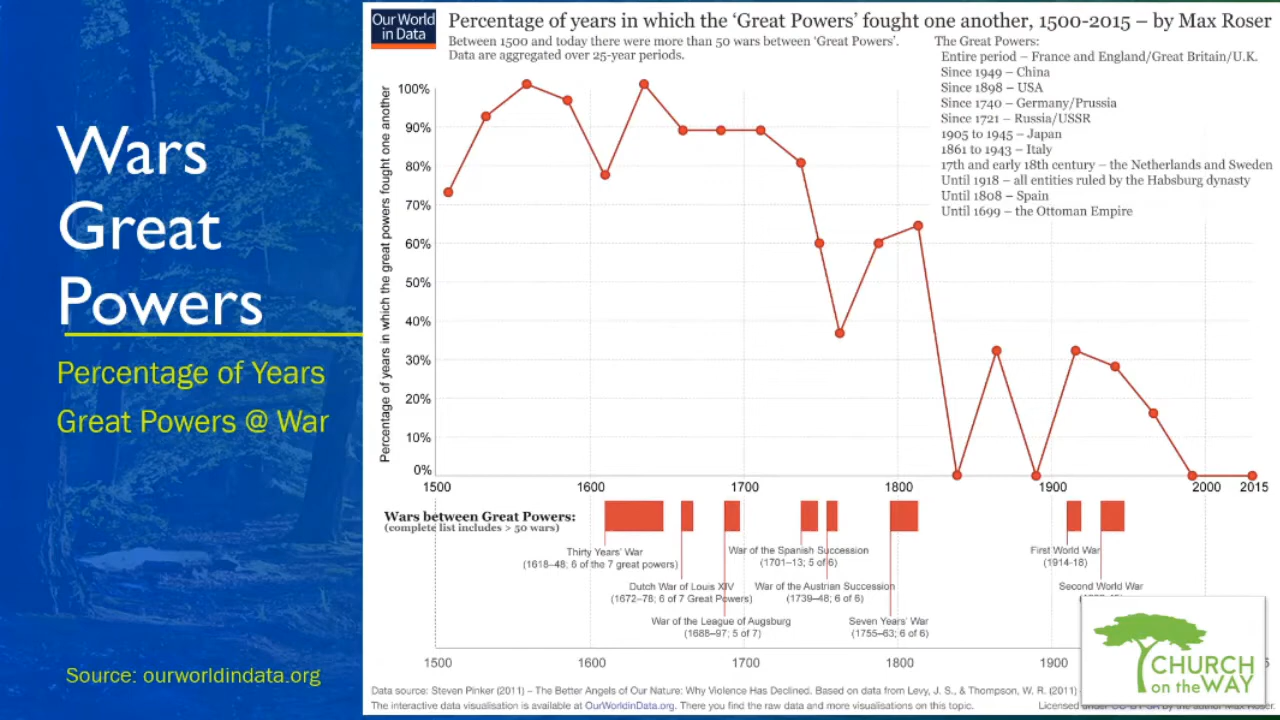 Wars
Great
Powers
Percentage of Years
Great Powers @ War
Source: ourworldindata.org
Our World
in Data
Percentage of years in which the ‘Great Powers’ fought one another, 1500-2015 – by Max Roser
Between 1500 and today there were more than 50 wars between ‘Great Powers’.
Data are aggregated over 25-year periods.
The Great Powers:
Entire period – France and England/Great Britain/U.K.
Since 1949 – China
Since 1898 – USA
Since 1740 – Germany/Prussia
Since 1721 – Russia/USSR
1905 to 1945 – Japan
1861 to 1943 – Italy
17th and early 18th century – the Netherlands and Sweden
Until 1918 – all entities ruled by the Habsburg dynasty
Until 1808 – Spain
Until 1699 – the Ottoman Empire
Percentage of years in which the great powers fought one another
100%
90%
80%
70%
60%
50%
40%
30%
20%
10%
0%
1500 1600 1700 1800 1900 2000 2015
Wars between Great Powers:
(complete list includes > 50 wars)
Thirty Years' War
(1618–48; 6 of the 7 great powers)
Dutch War of Louis XIV
(1672–78; 6 of 7 Great Powers)
War of the League of Augsburg
(1688–97; 5 of 7)
War of the Spanish Succession
(1701–13; 5 of 6)
War of the Austrian Succession
(1739–48; 6 of 6)
Seven Years' War
(1755–63; 6 of 6)
First World War
(1914-18)
Second World War
1500 1600 1700 1800 1900
CHURCH
on the WAY
Data source: Steven Pinker (2011) – The Better Angels of Our Nature: Why Violence Has Declined. Based on data from Levy, J. S., & Thompson, W. R. (2011)
The interactive data visualisation is available at OurWorldinData.org. There you find the raw data and more visualisations on this topic.
Licensed under CC-BY-SA by the author Max Roser.